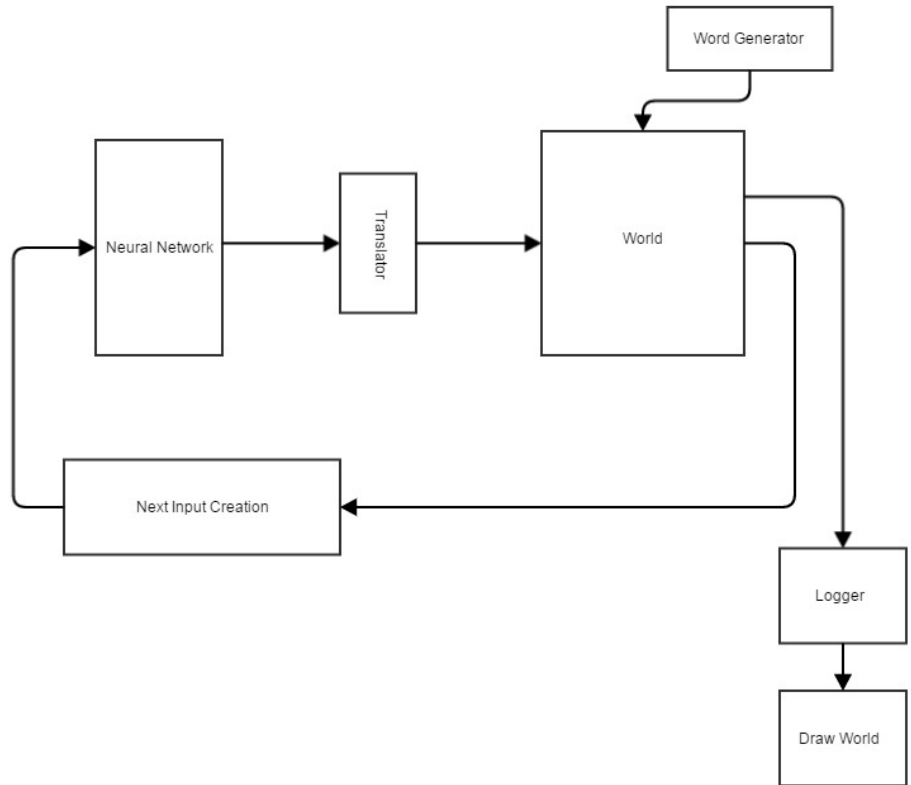 Word Generator
Neural Network
Translator
World
Next Input Creation
Logger
Draw World